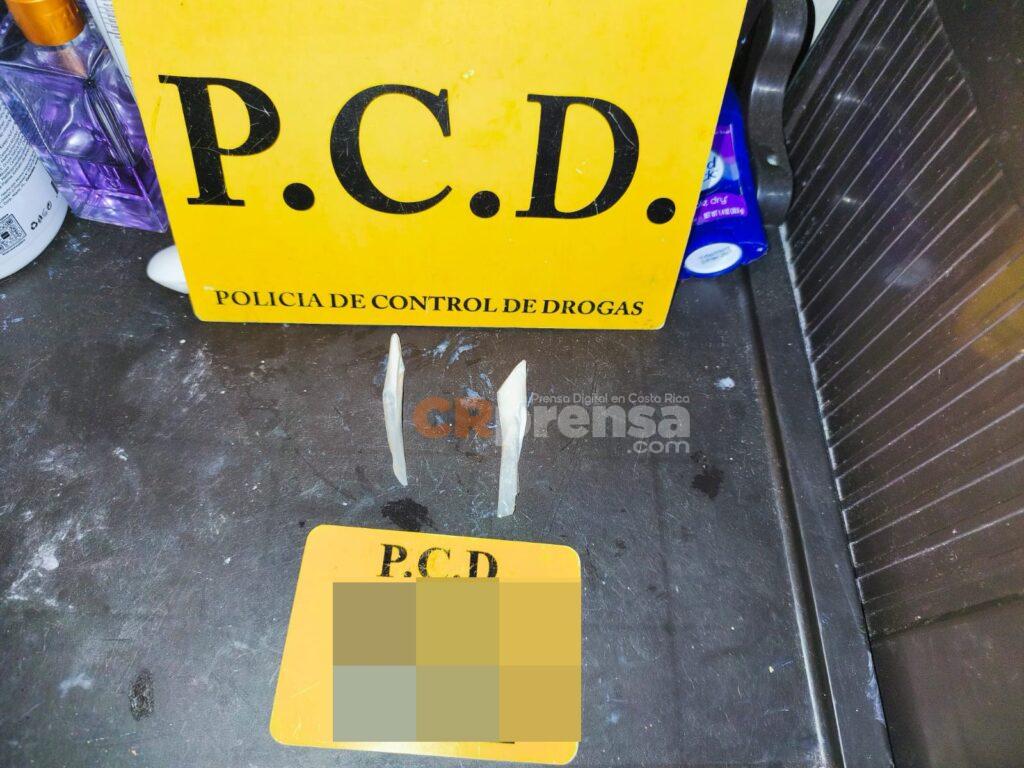 P.C.D.
POLICIA DE CONTROL DE DROGAS
Prensa Digital en Costa Rica
CRprensa
.com
P.C.D